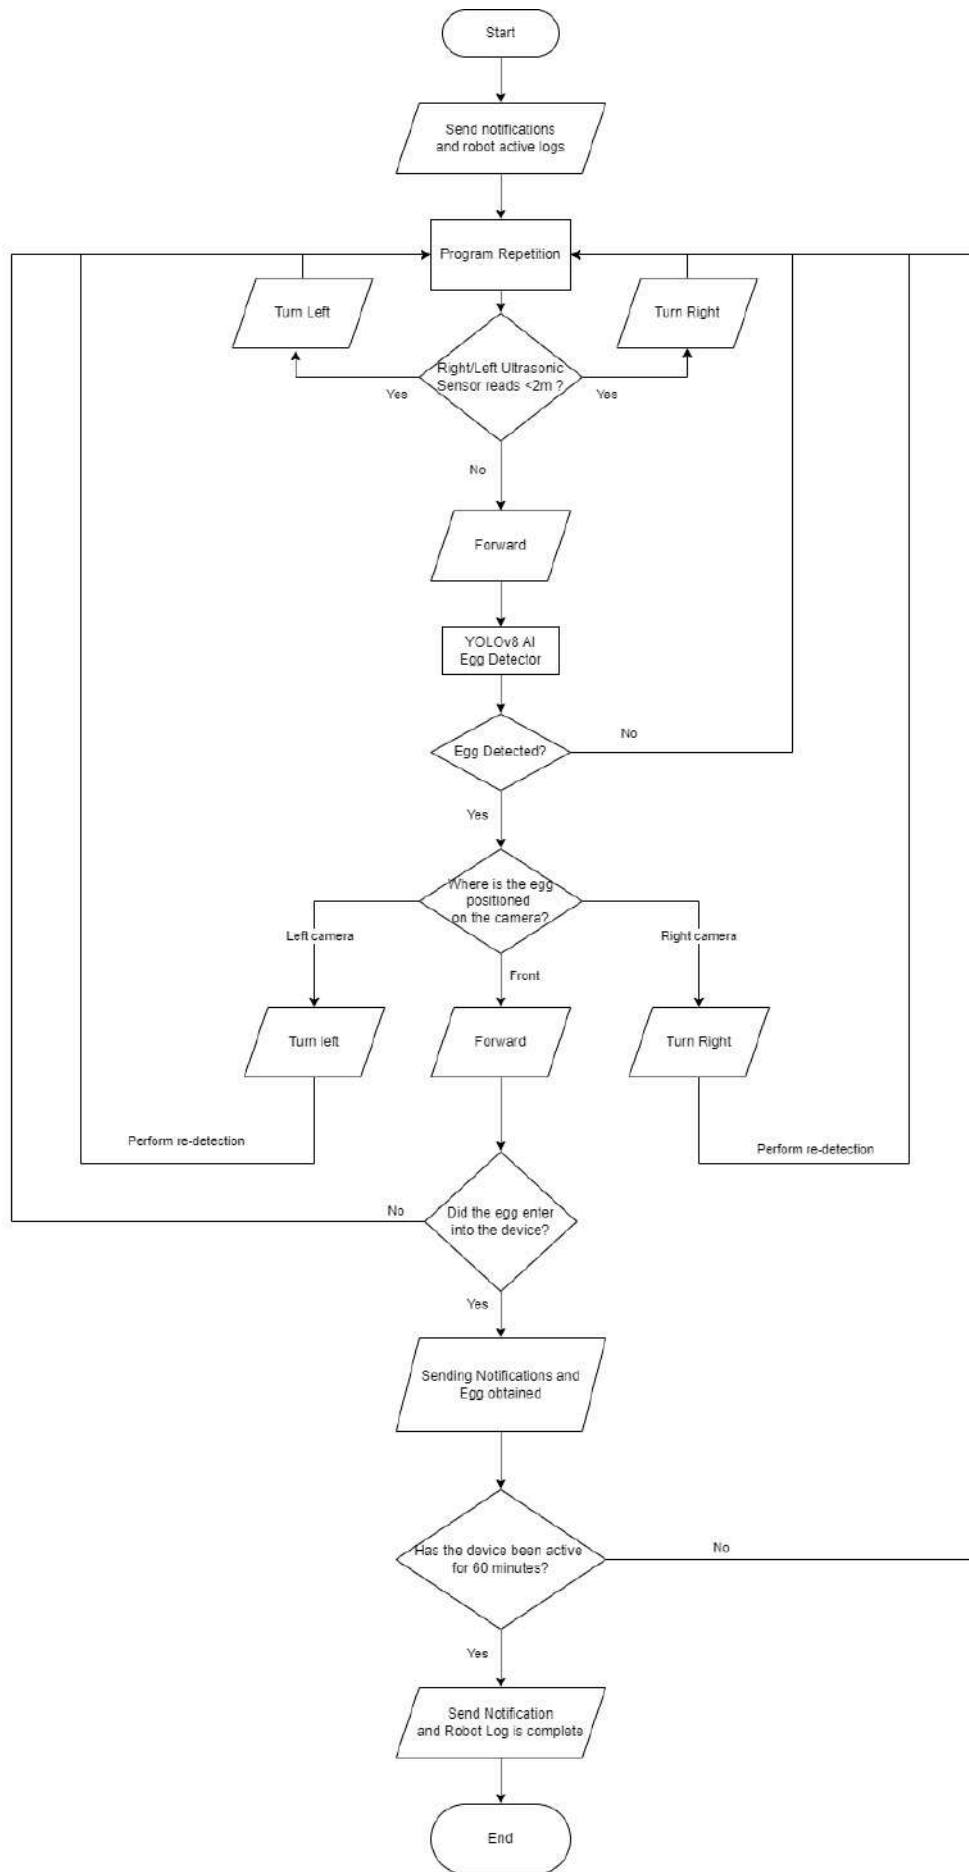 Start
Send notifications
and robot active logs
Program Repetition
Turn Left
Turn Right
Right/Left Ultrasonic
Sensor reads <2m ?
Yes
Yes
No
Forward
YOLOv8 AI
Egg Detector
Egg Detected?
No
Yes
Where is the egg
positioned
on the camera?
Left camera
Right camera
Front
Turn left
Forward
Turn Right
Perform re-detection
Perform re-detection
No
Did the egg enter
into the device?
Yes
Sending Notifications and
Egg obtained
Has the device been active
for 60 minutes?
No
Yes
Send Notification
and Robot Log is complete
End